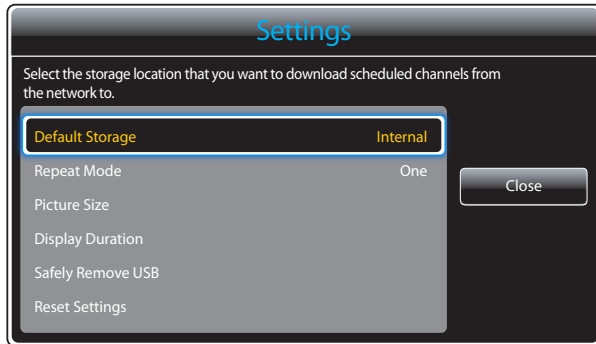 Settings
Select the storage location that you want to download scheduled channels from
the network to.
Default Storage Internal
Repeat Mode One
Close
Picture Size
Display Duration
Safely Remove USB
Reset Settings